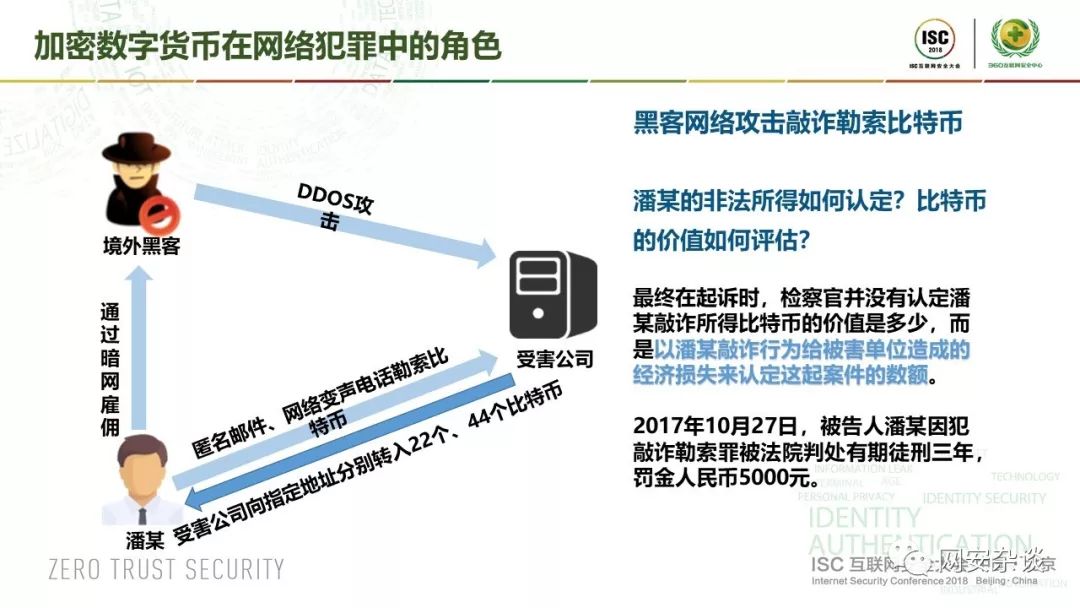 加密数字货币在网络犯罪中的角色
ISC
2018
ISC互联网安全大会
360互联网安全中心
黑客网络攻击敲诈勒索比特币
潘某的非法所得如何认定？比特币
的价值如何评估？
最终在起诉时，检察官并没有认定潘
某敲诈所得比特币的价值是多少，而
是以潘某敲诈行为给被害单位造成的
经济损失来认定这起案件的数额。
2017年10月27日，被告人潘某因犯
敲诈勒索罪被法院判处有期徒刑三年，
罚金人民币5000元。
境外黑客
DDOS攻
击
受害公司
通过暗网雇佣
匿名邮件、网络变声电话勒索比
特币
受害公司向指定地址分别转入22个、44个比特币
潘某
INFORMATION LEAK
TECHNOLOGY
CRIMINAL AGE
PERSONAL PRIVACY
IDENTITY SECURITY
IDENTITY
AUTHENTICATION
ZERO TRUST SECURITY
网安杂谈
ISC 互联网安全大会 中国·北京
Internet Security Conference 2018 Beijing·China